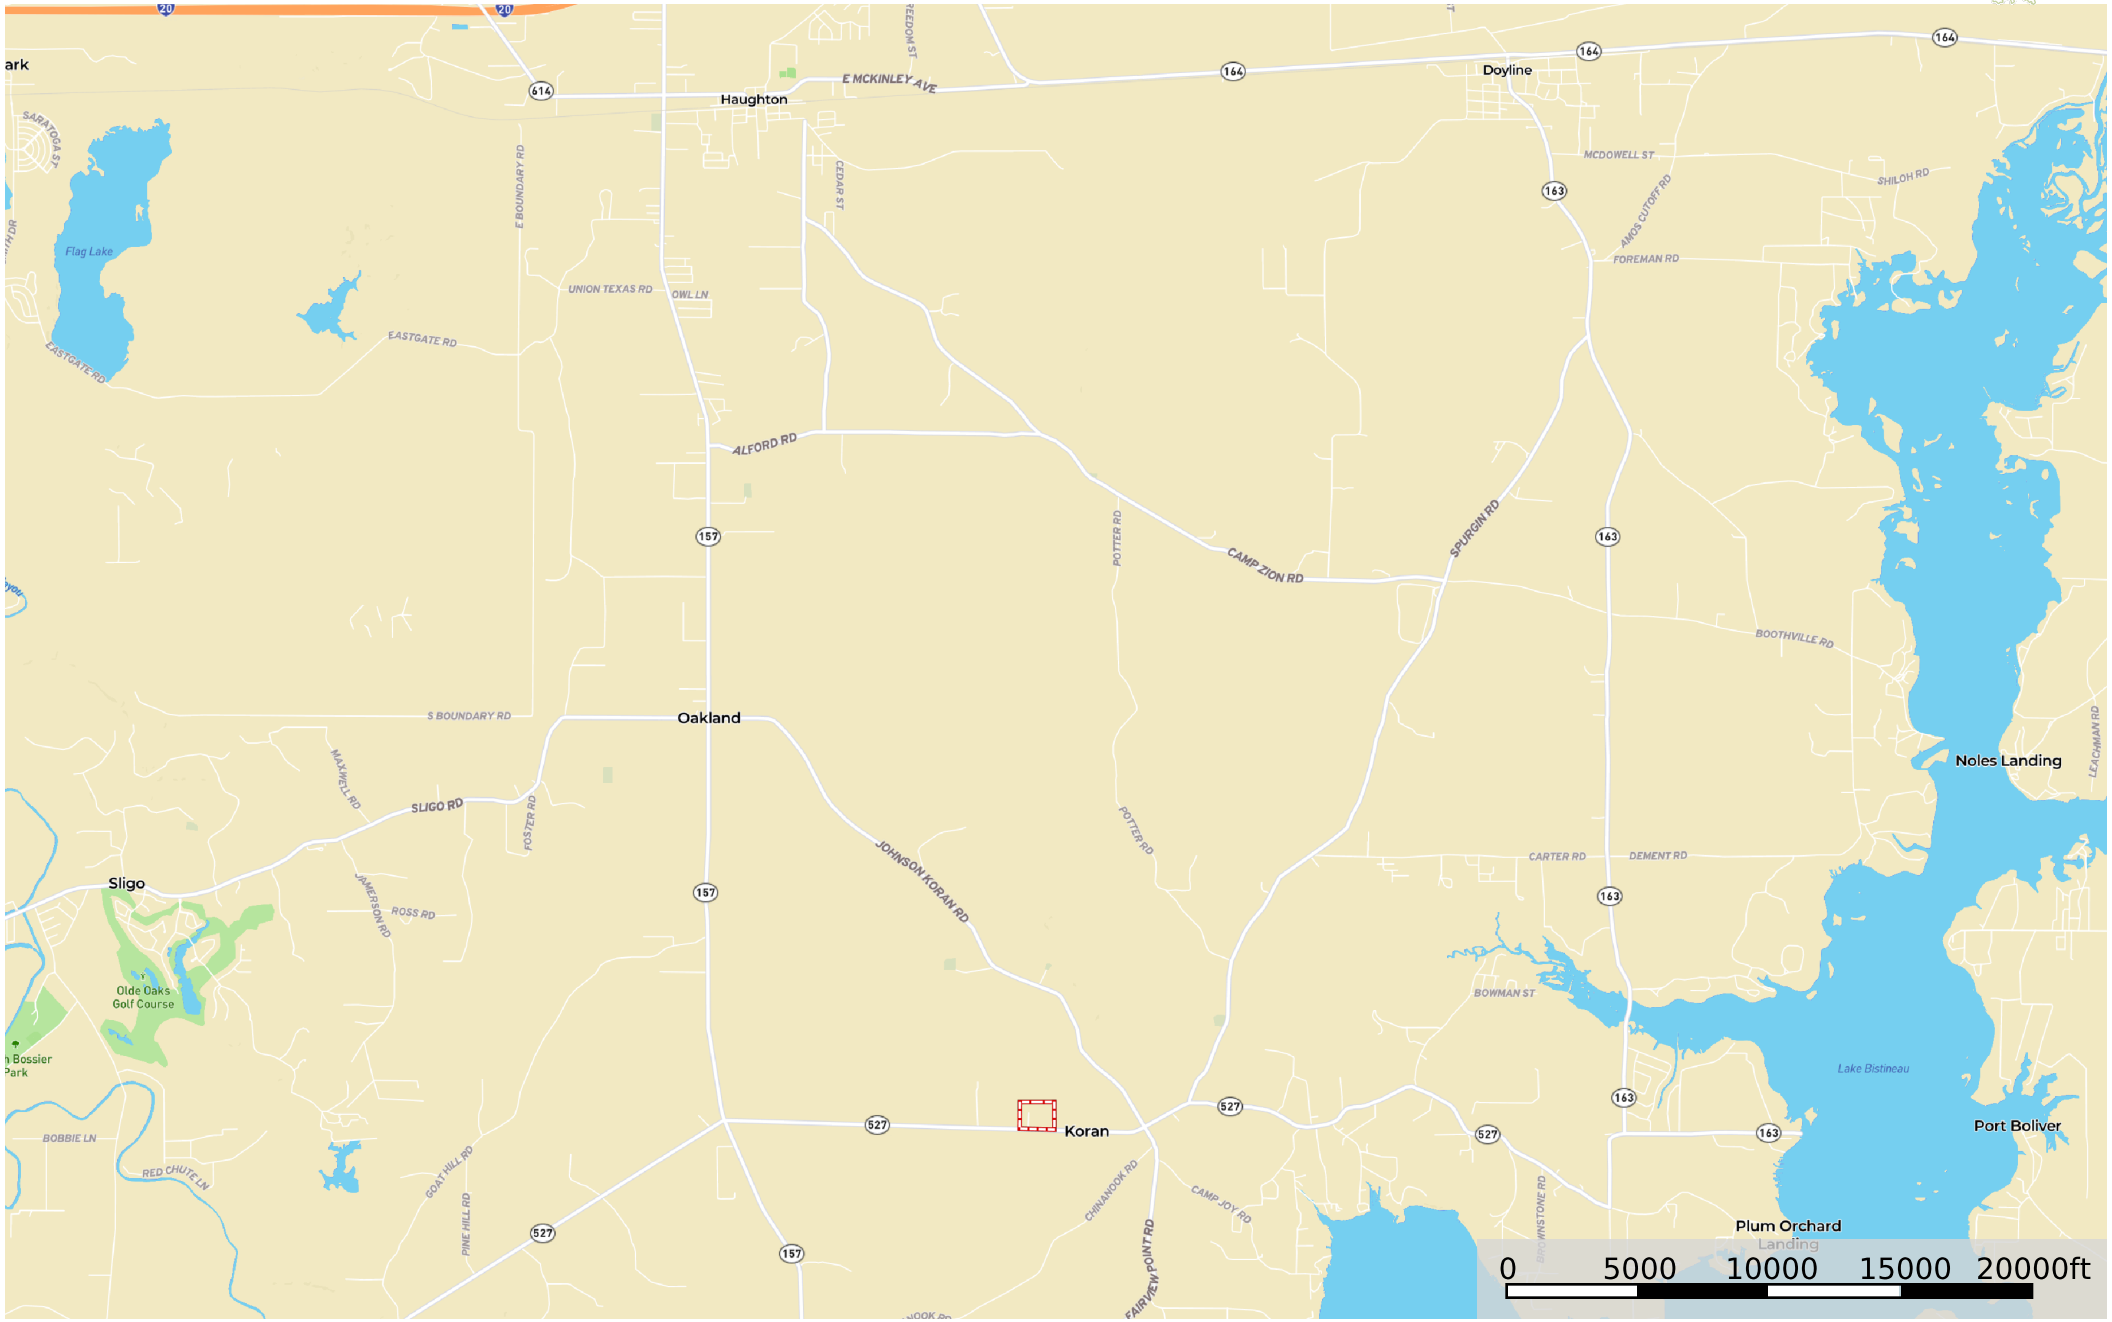 20
20
ark
164
164
164
Doyline
REEDOM ST
E MCKINLEY AVE
614
Haughton
SARATOGA ST
E BOUNDARY RD
CEDAR ST
MCDOWELL ST
SHILOH RD
163
AMOS CUTOFF RD
FOREMAN RD
Flag Lake
UNION TEXAS RD
OWL LN
EASTGATE RD
EASTGATE RD
ALFORD RD
157
POTTER RD
SPURGIN RD
163
CAMP ZION RD
BOOTHVILLE RD
S BOUNDARY RD
Oakland
LEACHMAN RD
Noles Landing
MAXWELL RD
SLIGO RD
FOSTER RD
POTTER RD
JOHNSON KORAN RD
CARTER RD
DEMENT RD
Sligo
157
163
JAMERSON RD
ROSS RD
Olde Oaks
Golf Course
BOWMAN ST
h Bossier
Park
Lake Bistineau
163
527
527
Koran
527
163
Port Boliver
BOBBIE LN
RED CHUTE LN
GOAT HILL RD
PINE HILL RD
CHINANOOK RD
CAMP JOY RD
BROWNSTONE RD
527
157
FAIRVIEW POINT RD
Plum Orchard
Landing
NOOK RD
0 5000 10000 15000 20000ft